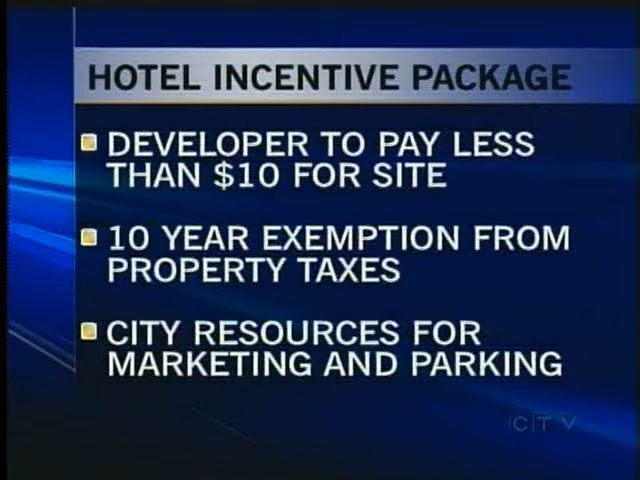 HOTEL INCENTIVE PACKAGE
DEVELOPER TO PAY LESS
THAN $10 FOR SITE
10 YEAR EXEMPTION FROM
PROPERTY TAXES
CITY RESOURCES FOR
MARKETING AND PARKING
CTV